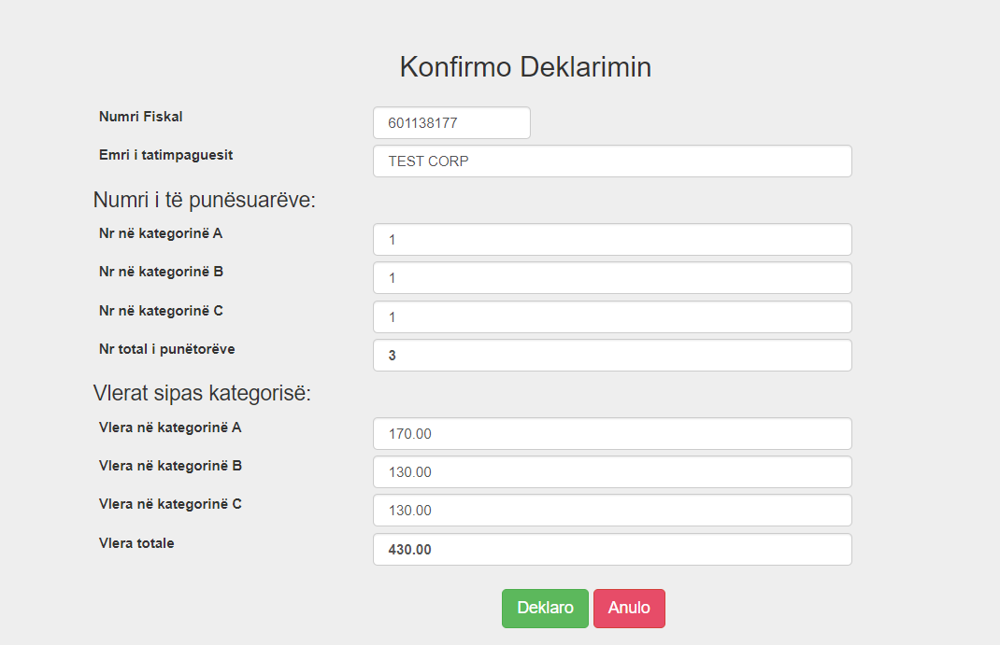 Konfirmo Deklarimin
Numri Fiskal 601138177
Emri i tatimpaguesit TEST CORP
Numri i të punësuarëve:
Nr në kategorinë A 1
Nr në kategorinë B 1
Nr në kategorinë C 1
Nr total i punëtorëve 3
Vlerat sipas kategorisë:
Vlera në kategorinë A 170.00
Vlera në kategorinë B 130.00
Vlera në kategorinë C 130.00
Vlera totale 430.00
Deklaro Anulo